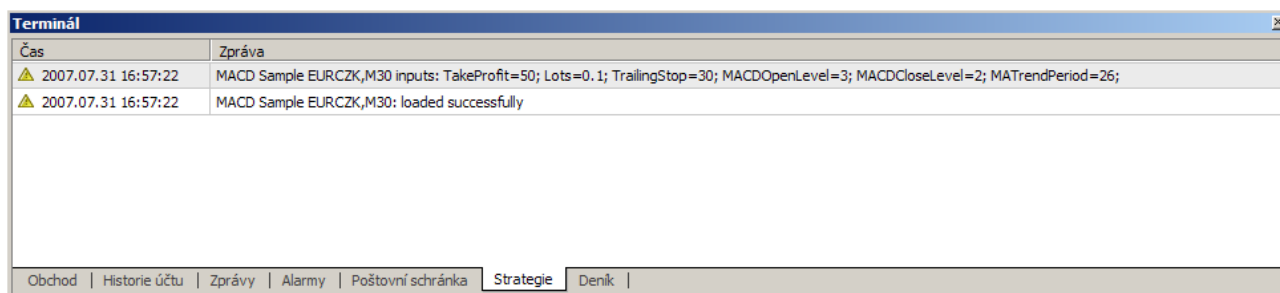 Terminál
Čas Zpráva
2007.07.31 16:57:22 MACD Sample EURCZK,M30 inputs: TakeProfit=50; Lots=0.1; TrailingStop=30; MACDOpenLevel=3; MACDCloseLevel=2; MATrendPeriod=26;
2007.07.31 16:57:22 MACD Sample EURCZK,M30: loaded successfully
Obchod | Historie účtu | Zprávy | Alarmy | Poštovní schránka Strategie Deník |